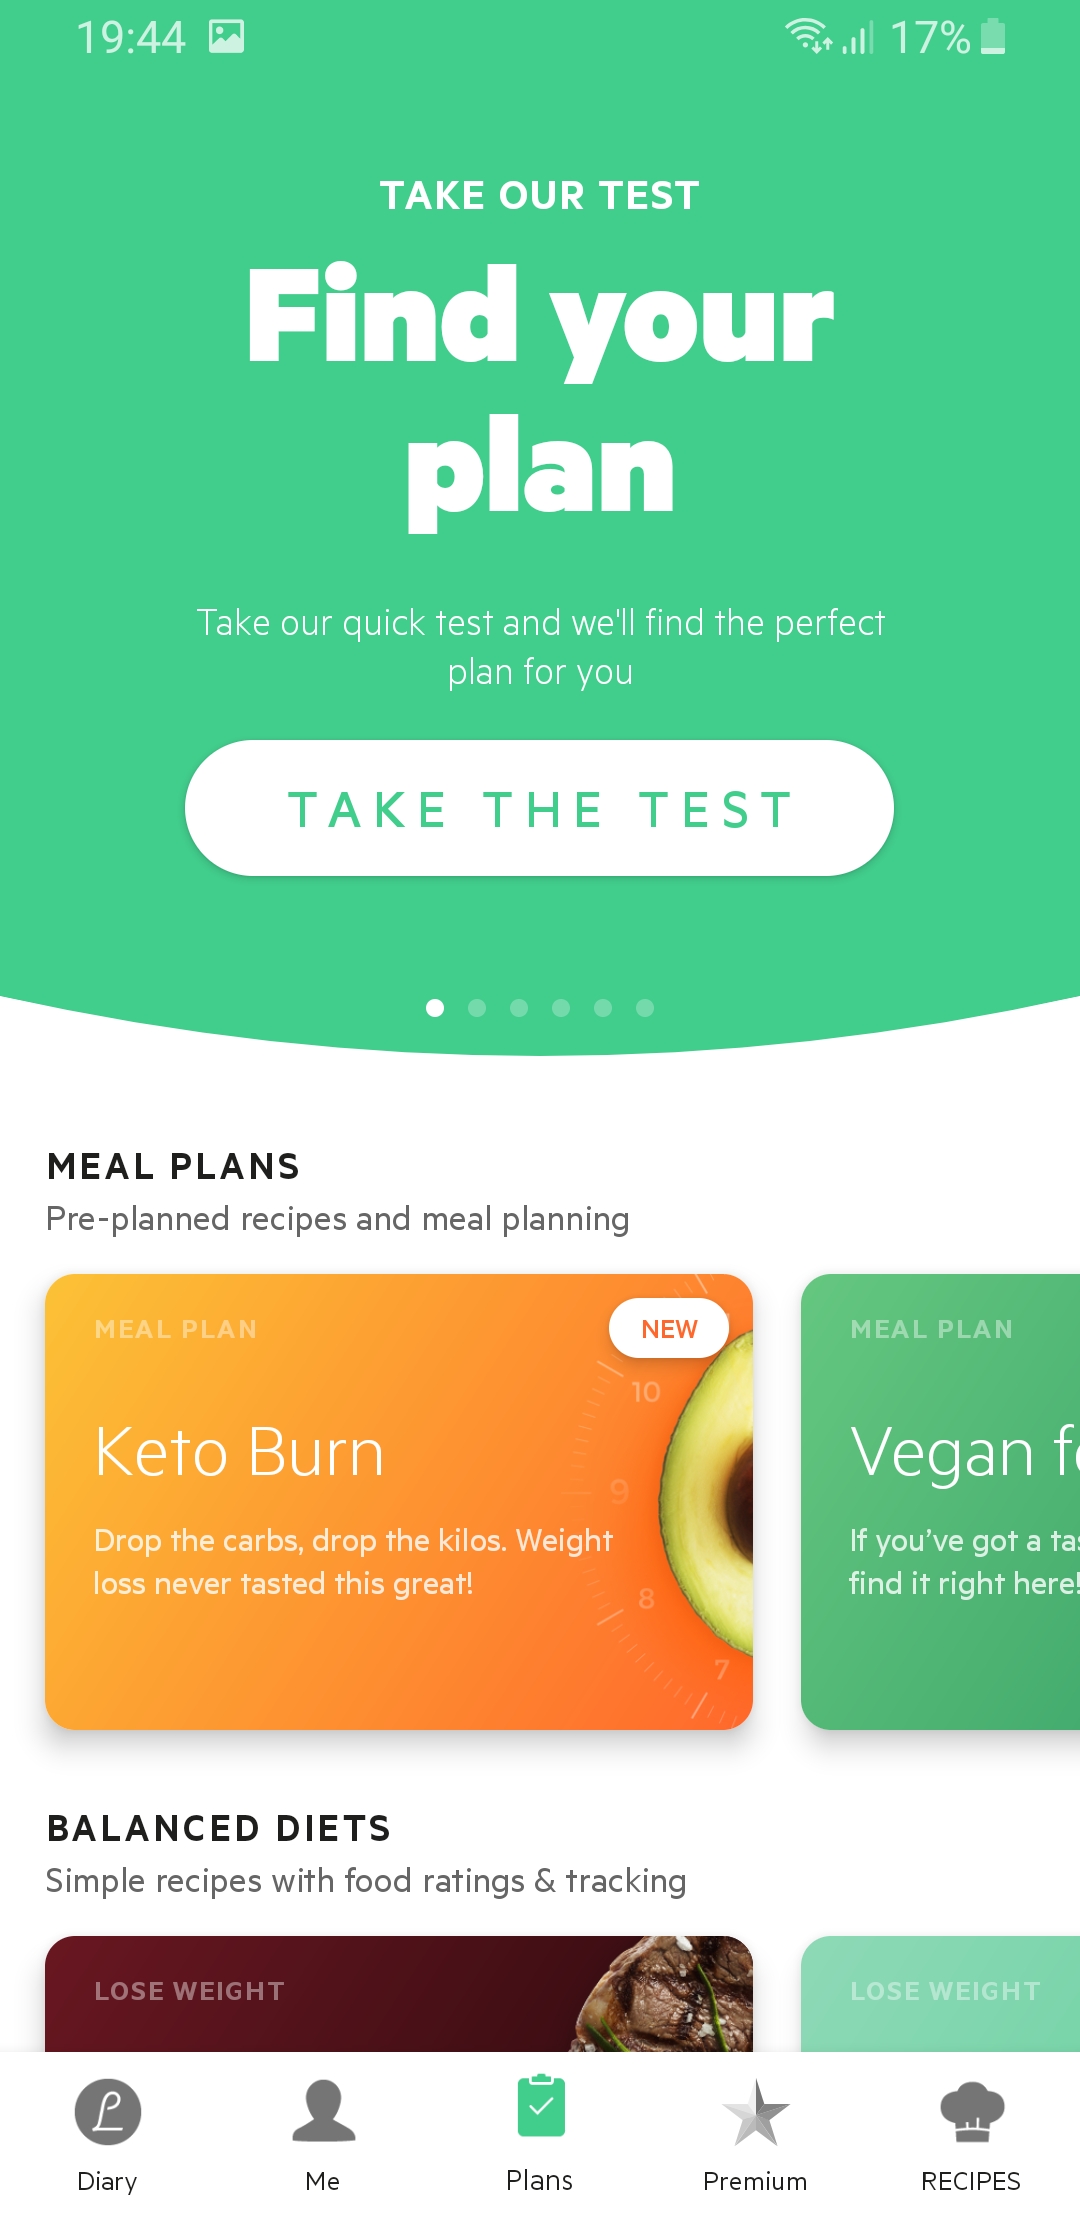 19:44
17%
TAKE OUR TEST
Find your
plan
Take our quick test and we'll find the perfect
plan for you
TAKE THE TEST
MEAL PLANS
Pre-planned recipes and meal planning
MEAL PLAN
NEW
10
9
8
7
Keto Burn
Drop the carbs, drop the kilos. Weight
loss never tasted this great!
MEAL PLAN
Vegan
If you’ve got a
find it right here!
BALANCED DIETS
Simple recipes with food ratings & tracking
LOSE WEIGHT
LOSE WEIGHT
Diary
Me
Plans
Premium
RECIPES